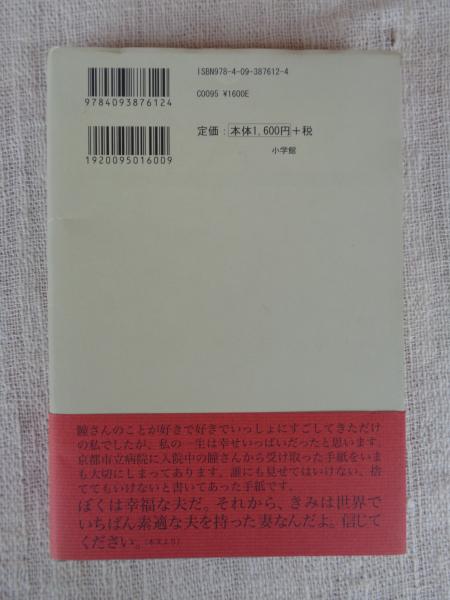 ISBN978-4-09-387612-4
C0095 ¥1600E
定価：本体1,600円+税
小学館
9784093876124
1920095016009
瞳さんのことが好きで好きでいっしょにすごしてきただけ
の私でしたが、私の一生は幸せいっぱいだったと思います。
京都市立病院に入院中の瞳さんから受け取った手紙をいま
も大切にしまってあります。誰にも見せてはいけない、捨
ててもいけないと書いてあった手紙です。
ぼくは幸福な夫だ。それから、きみは世界で
いちばん素適な夫を持った妻なんだよ。信じて
ください。（本文より）